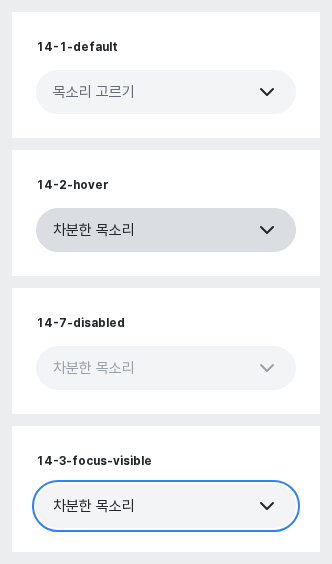 14-1-default
목소리 고르기
14-2-hover
차분한 목소리
14-7-disabled
차분한 목소리
14-3-focus-visible
차분한 목소리